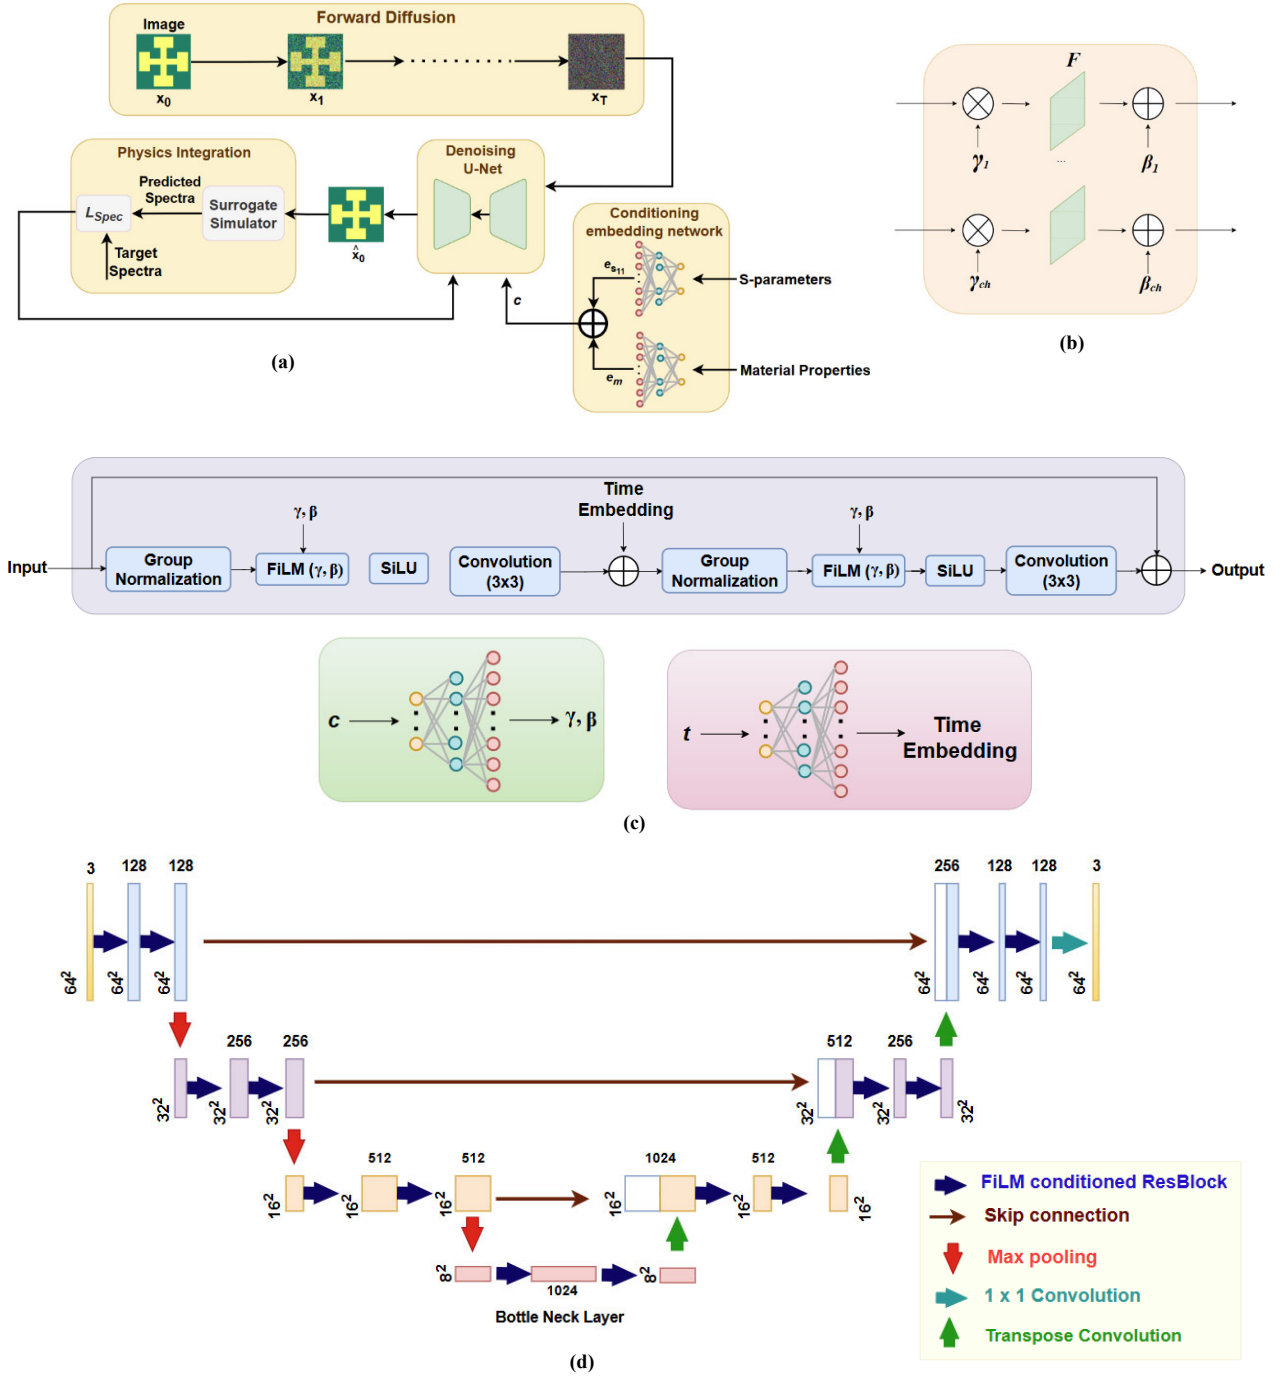 Forward Diffusion
Image
x0
x1
xT
Physics Integration
Predicted
Spectra
LSpec
Surrogate
Simulator
Target
Spectra
x̂0
Denoising
U-Net
Conditioning
embedding network
es11
S-parameters
c
em
Material Properties
(a)
F
γ1
...
β1
γch
βch
(b)
Time
Embedding
γ, β
γ, β
Input
Group
Normalization
FiLM (γ, β)
SiLU
Convolution
(3x3)
Group
Normalization
FiLM (γ, β)
SiLU
Convolution
(3x3)
Output
c
γ, β
t
Time
Embedding
(c)
3
128
128
256
128
128
3
64²
64²
64²
64²
64²
64²
64²
256
256
512
256
32²
32²
32²
32²
32²
32²
512
512
1024
512
16²
16²
16²
16²
16²
16²
8²
1024
8²
Bottle Neck Layer
FiLM conditioned ResBlock
Skip connection
Max pooling
1 x 1 Convolution
Transpose Convolution
(d)